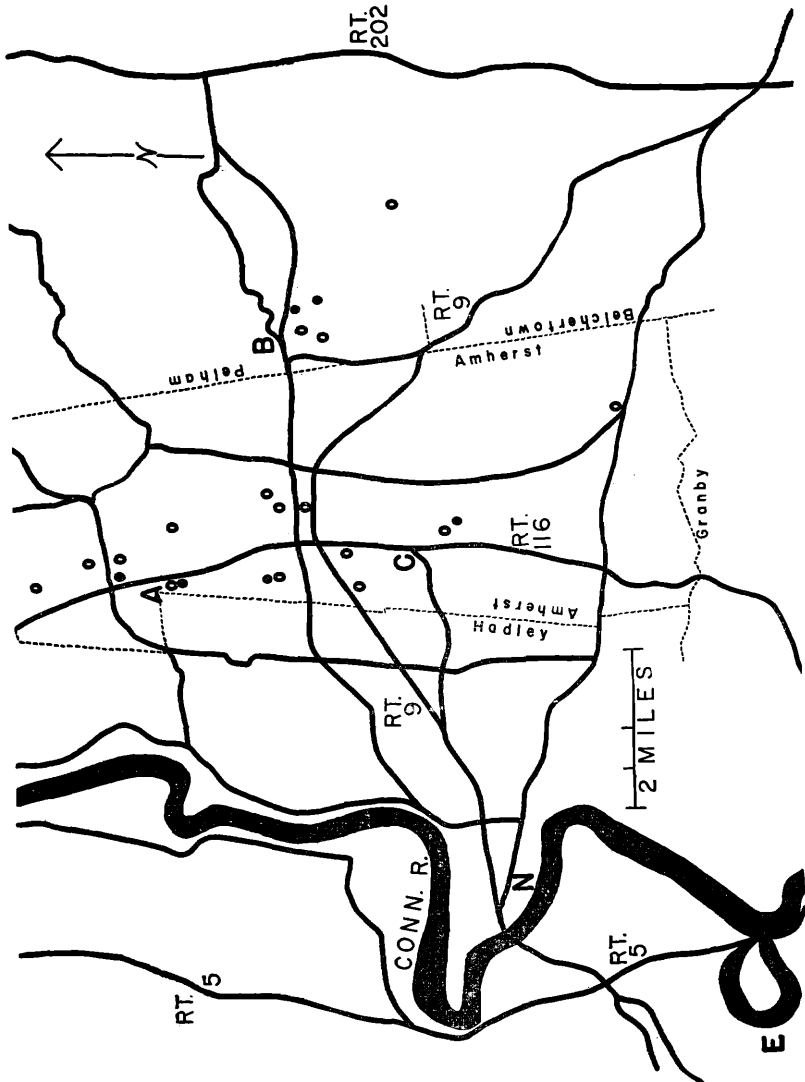 RT.
202
N
B
RT.
9
Pelham
Belchertown
Amherst
Granby
A
C
RT.
116
Amherst
Hadley
RT.
9
2 MILES
CONN. R.
N
RT.
5
RT. 5
E